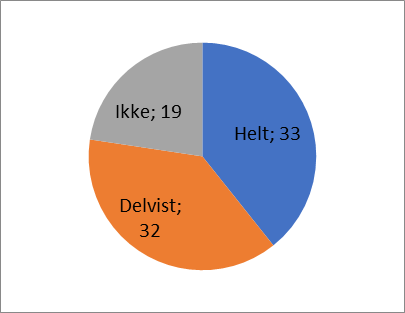 Ikke; 19
Helt; 33
Delvist;
32